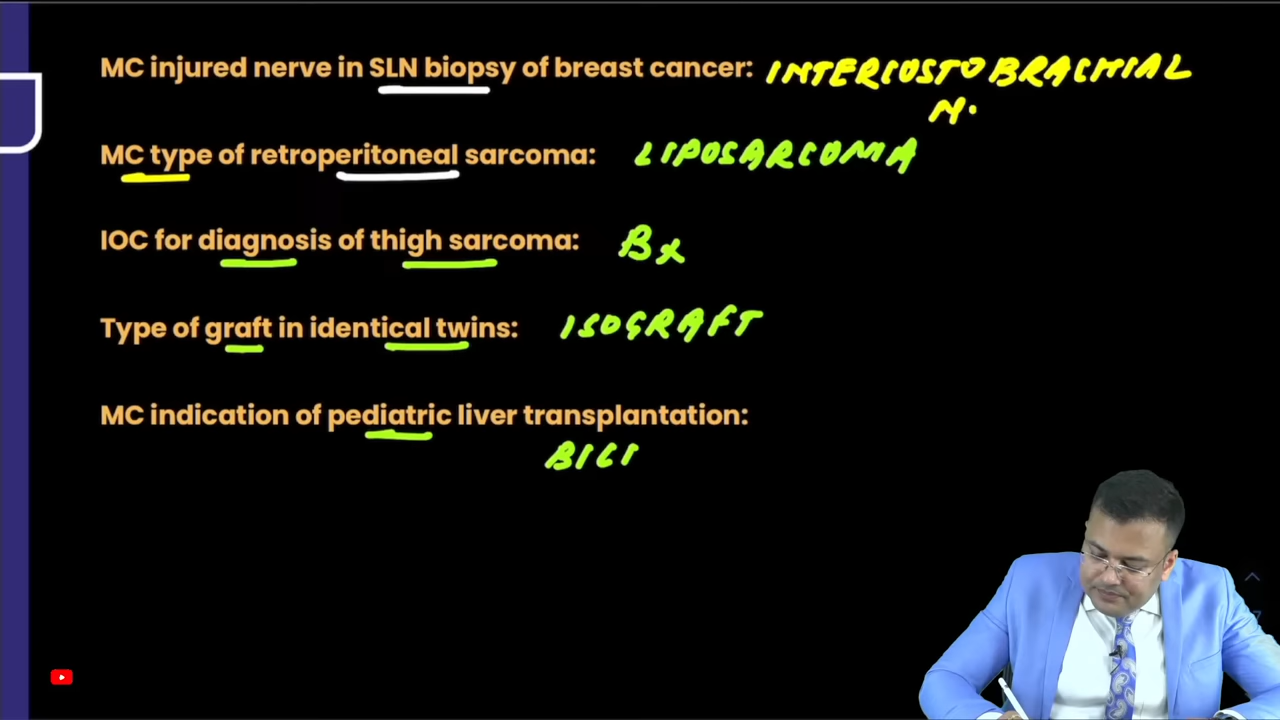 MC injured nerve in SLN biopsy of breast cancer: INTERCOSTOBRACHIAL
N.
MC type of retroperitoneal sarcoma: LIPOSARCOMA
IOC for diagnosis of thigh sarcoma: Bx
Type of graft in identical twins: ISOGRAFT
MC indication of pediatric liver transplantation:
BILI